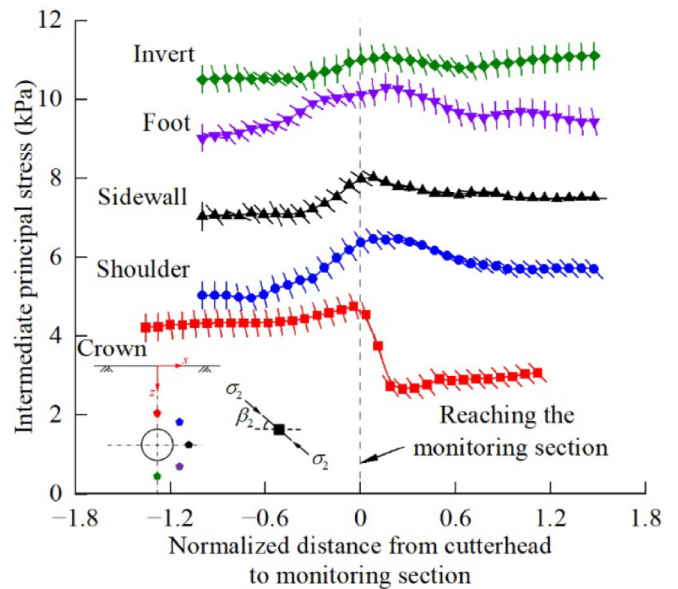 Intermediate principal stress (kPa)
12
10
8
6
4
2
0
Invert
Foot
Sidewall
Shoulder
Crown
x
z
σ₂
β₂
σ₂
Reaching the
monitoring section
−1.8
−1.2
−0.6
0
0.6
1.2
1.8
Normalized distance from cutterhead
to monitoring section